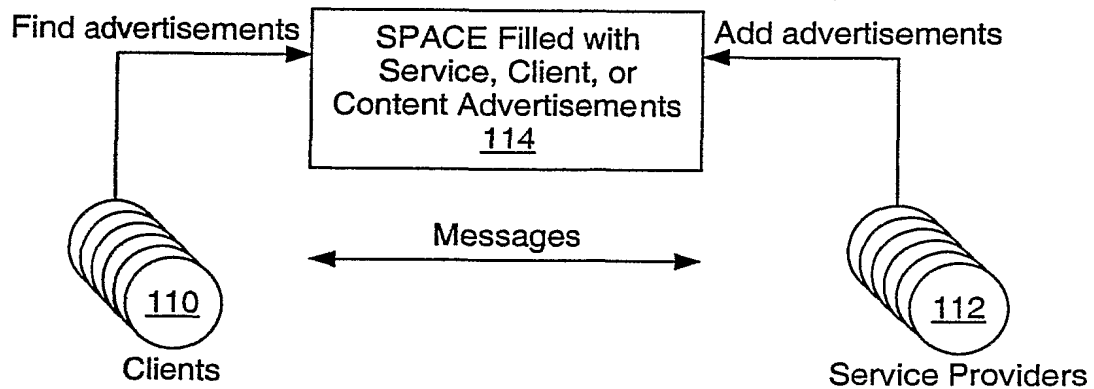 Find advertisements
SPACE Filled with
Service, Client, or
Content Advertisements
114
Add advertisements
Messages
110
Clients
112
Service Providers